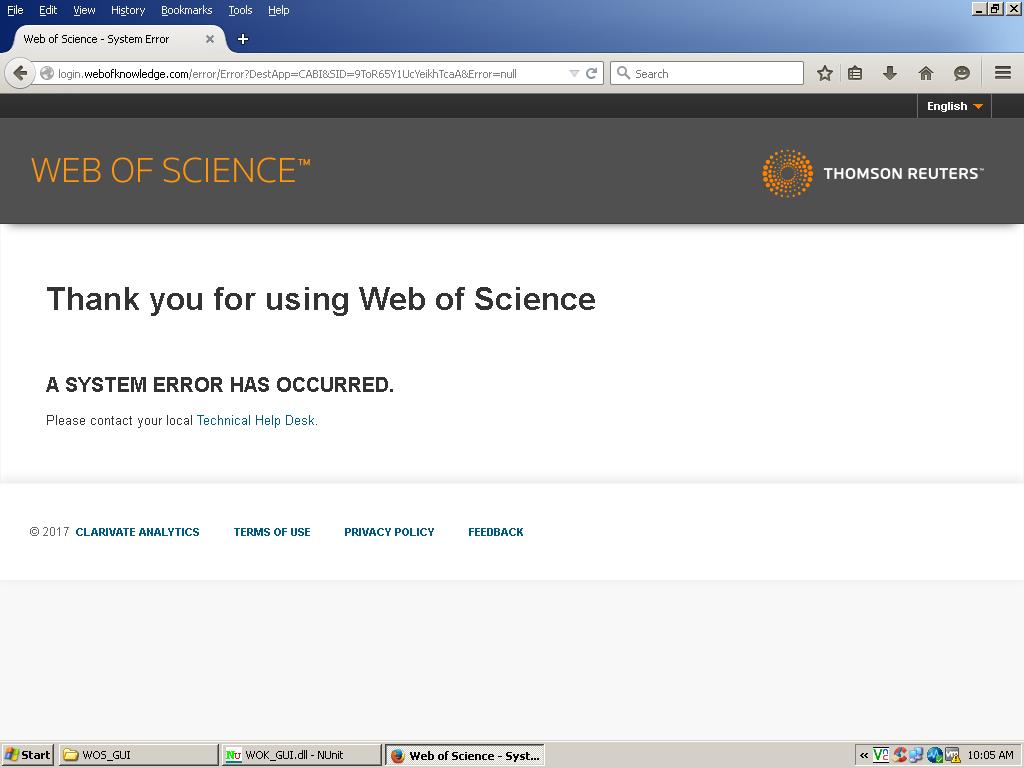 File Edit View History Bookmarks Tools Help
Web of Science - System Error
login.webofknowledge.com/error/Error?DestApp=CABI&SID=9ToR65Y1UcYeikhTcaA&Error=null
Search
English
WEB OF SCIENCE™
THOMSON REUTERS™
Thank you for using Web of Science
A SYSTEM ERROR HAS OCCURRED.
Please contact your local Technical Help Desk.
© 2017 CLARIVATE ANALYTICS TERMS OF USE PRIVACY POLICY FEEDBACK
Start WOS_GUI WOK_GUI.dll - NUnit Web of Science - Syst... « 10:05 AM